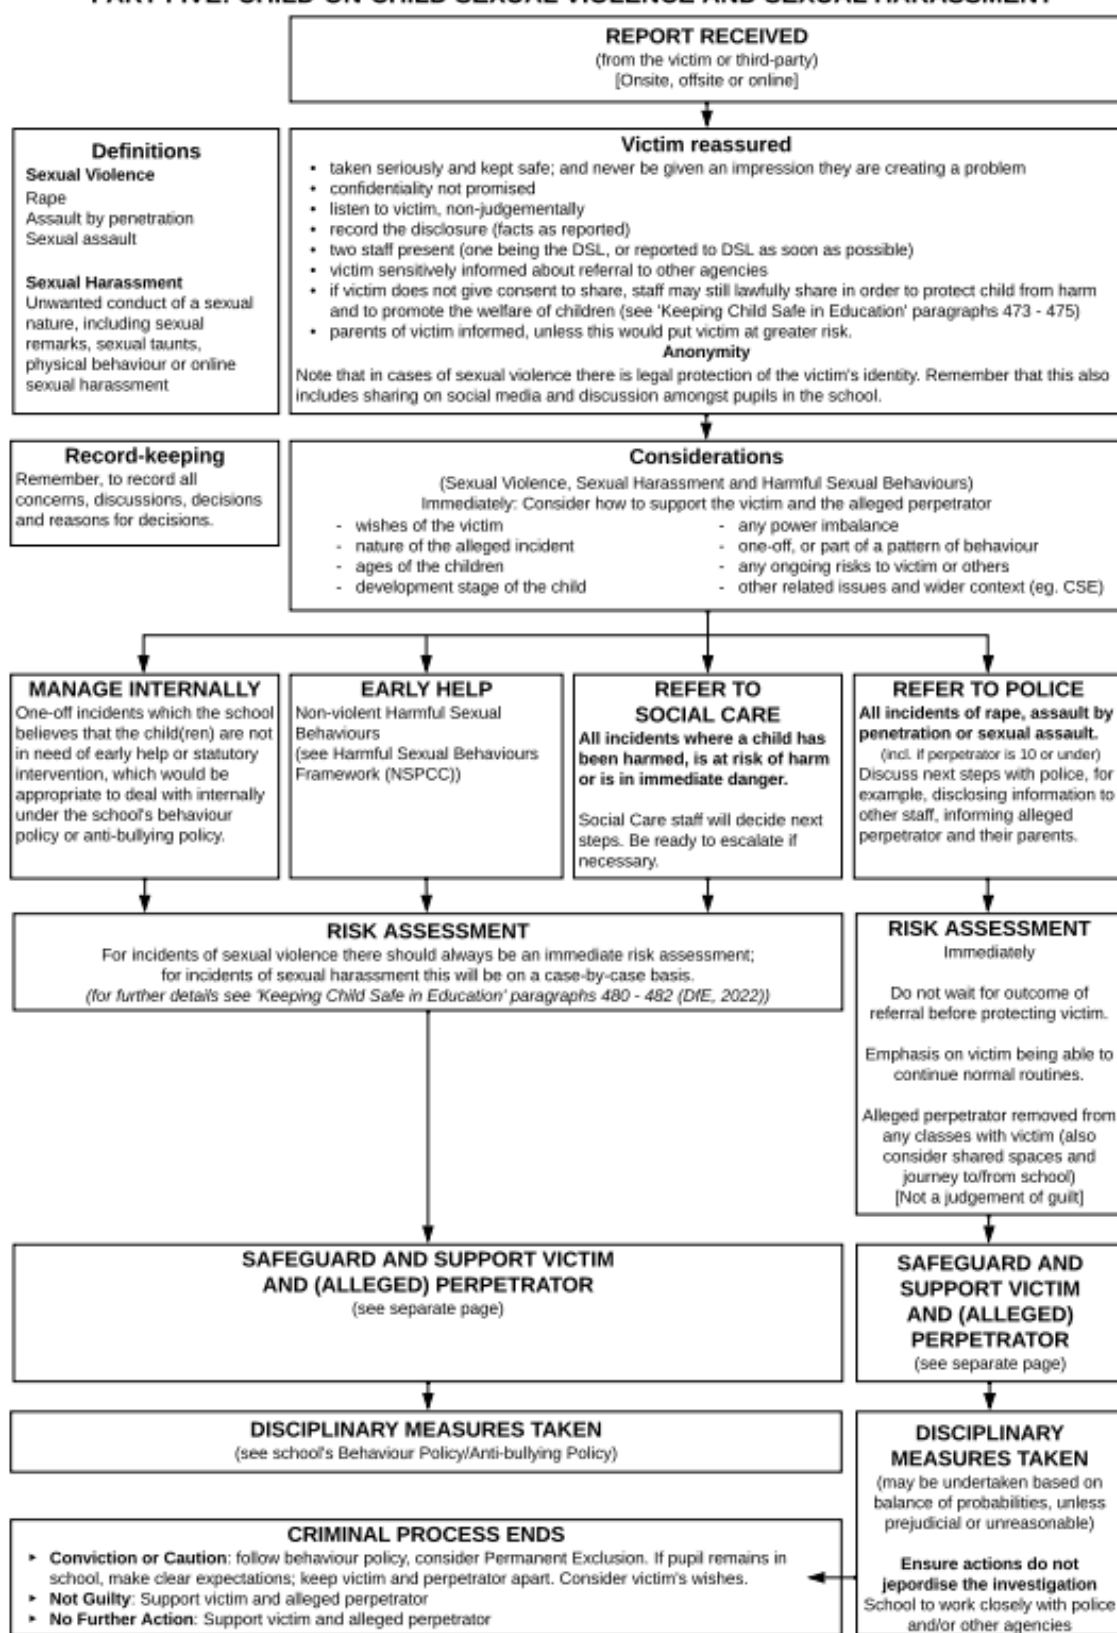 PART FIVE: CHILD-ON-CHILD SEXUAL VIOLENCE AND SEXUAL HARASSMENT
REPORT RECEIVED
(from the victim or third-party)
[Onsite, offsite or online]
Definitions
Sexual Violence
Rape
Assault by penetration
Sexual assault
Sexual Harassment
Unwanted conduct of a sexual
nature, including sexual
remarks, sexual taunts,
physical behaviour or online
sexual harassment
Victim reassured
• taken seriously and kept safe; and never be given an impression they are creating a problem
• confidentiality not promised
• listen to victim, non-judgementally
• record the disclosure (facts as reported)
• two staff present (one being the DSL, or reported to DSL as soon as possible)
• victim sensitively informed about referral to other agencies
• if victim does not give consent to share, staff may still lawfully share in order to protect child from harm
and to promote the welfare of children (see 'Keeping Child Safe in Education' paragraphs 473 - 475)
• parents of victim informed, unless this would put victim at greater risk.
Anonymity
Note that in cases of sexual violence there is legal protection of the victim's identity. Remember that this also
includes sharing on social media and discussion amongst pupils in the school.
Record-keeping
Remember, to record all
concerns, discussions, decisions
and reasons for decisions.
Considerations
(Sexual Violence, Sexual Harassment and Harmful Sexual Behaviours)
Immediately: Consider how to support the victim and the alleged perpetrator
- wishes of the victim
- nature of the alleged incident
- ages of the children
- development stage of the child
- any power imbalance
- one-off, or part of a pattern of behaviour
- any ongoing risks to victim or others
- other related issues and wider context (eg. CSE)
MANAGE INTERNALLY
One-off incidents which the school
believes that the child(ren) are not
in need of early help or statutory
intervention, which would be
appropriate to deal with internally
under the school's behaviour
policy or anti-bullying policy.
EARLY HELP
Non-violent Harmful Sexual
Behaviours
(see Harmful Sexual Behaviours
Framework (NSPCC))
REFER TO
SOCIAL CARE
All incidents where a child has
been harmed, is at risk of harm
or is in immediate danger.
Social Care staff will decide next
steps. Be ready to escalate if
necessary.
REFER TO POLICE
All incidents of rape, assault by
penetration or sexual assault.
(incl. if perpetrator is 10 or under)
Discuss next steps with police, for
example, disclosing information to
other staff, informing alleged
perpetrator and their parents.
RISK ASSESSMENT
For incidents of sexual violence there should always be an immediate risk assessment;
for incidents of sexual harassment this will be on a case-by-case basis.
(for further details see 'Keeping Child Safe in Education' paragraphs 480 - 482 (DfE, 2022))
RISK ASSESSMENT
Immediately
Do not wait for outcome of
referral before protecting victim.
Emphasis on victim being able to
continue normal routines.
Alleged perpetrator removed from
any classes with victim (also
consider shared spaces and
journey to/from school)
[Not a judgement of guilt]
SAFEGUARD AND SUPPORT VICTIM
AND (ALLEGED) PERPETRATOR
(see separate page)
SAFEGUARD AND
SUPPORT VICTIM
AND (ALLEGED)
PERPETRATOR
(see separate page)
DISCIPLINARY MEASURES TAKEN
(see school's Behaviour Policy/Anti-bullying Policy)
DISCIPLINARY
MEASURES TAKEN
(may be undertaken based on
balance of probabilities, unless
prejudicial or unreasonable)
Ensure actions do not
jepordise the investigation
School to work closely with police
and/or other agencies
CRIMINAL PROCESS ENDS
➤ Conviction or Caution: follow behaviour policy, consider Permanent Exclusion. If pupil remains in
school, make clear expectations; keep victim and perpetrator apart. Consider victim's wishes.
➤ Not Guilty: Support victim and alleged perpetrator
➤ No Further Action: Support victim and alleged perpetrator